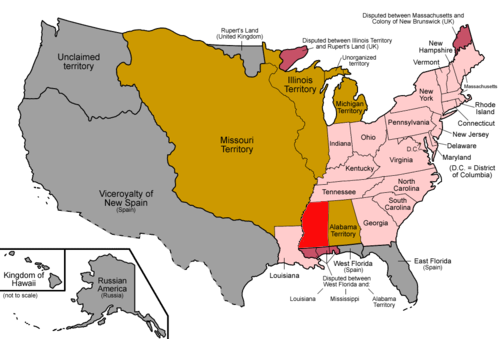 Disputed between Massachusetts and
Colony of New Brunswick (UK)
Rupert's Land
(United Kingdom)
Disputed between Illinois Territory
and Rupert's Land (UK)
New
Hampshire
Vermont
Unclaimed
territory
Unorganized
territory
Illinois
Territory
Massachusetts
New
York
Michigan
Territory
Rhode
Island
Connecticut
Pennsylvania
New Jersey
Missouri
Territory
Indiana
Ohio
D.C.
Delaware
Maryland
(D.C. = District
of Columbia)
Virginia
Kentucky
Viceroyalty of
New Spain
(Spain)
Tennessee
North
Carolina
South
Carolina
Alabama
Territory
Georgia
Louisiana
West Florida
(Spain)
East Florida
(Spain)
Disputed between
West Florida and:
Louisiana
Mississippi
Alabama
Territory
Kingdom of
Hawaii
(not to scale)
Russian
America
(Russia)